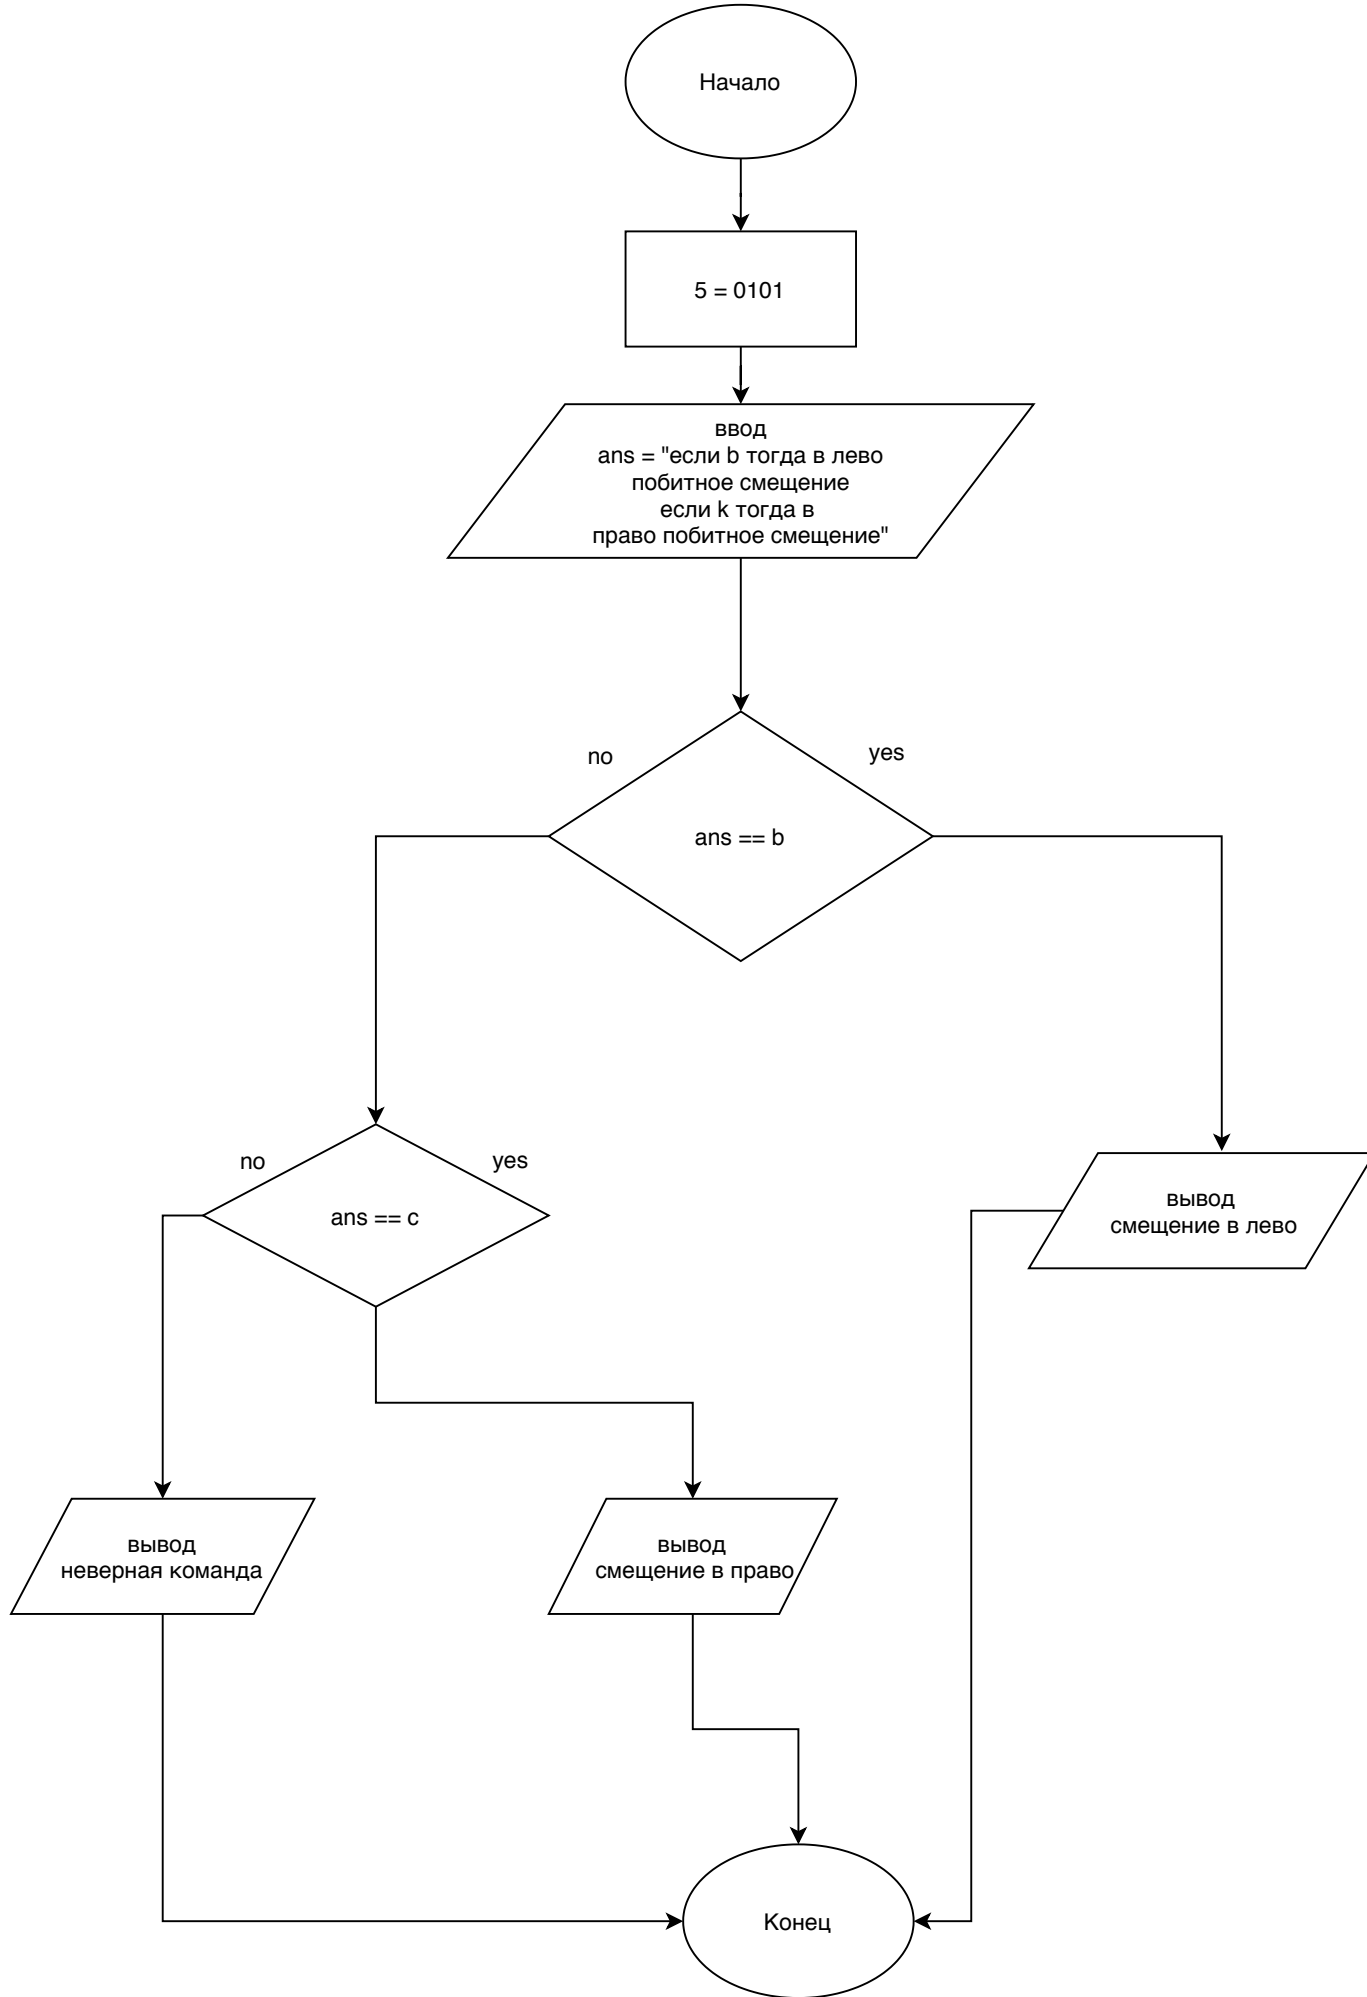 Начало
5 = 0101
ввод
ans = "если b тогда в лево
побитное смещение
если k тогда в
право побитное смещение"
no
yes
ans == b
no
yes
ans == c
вывод
смещение в лево
вывод
неверная команда
вывод
смещение в право
Конец